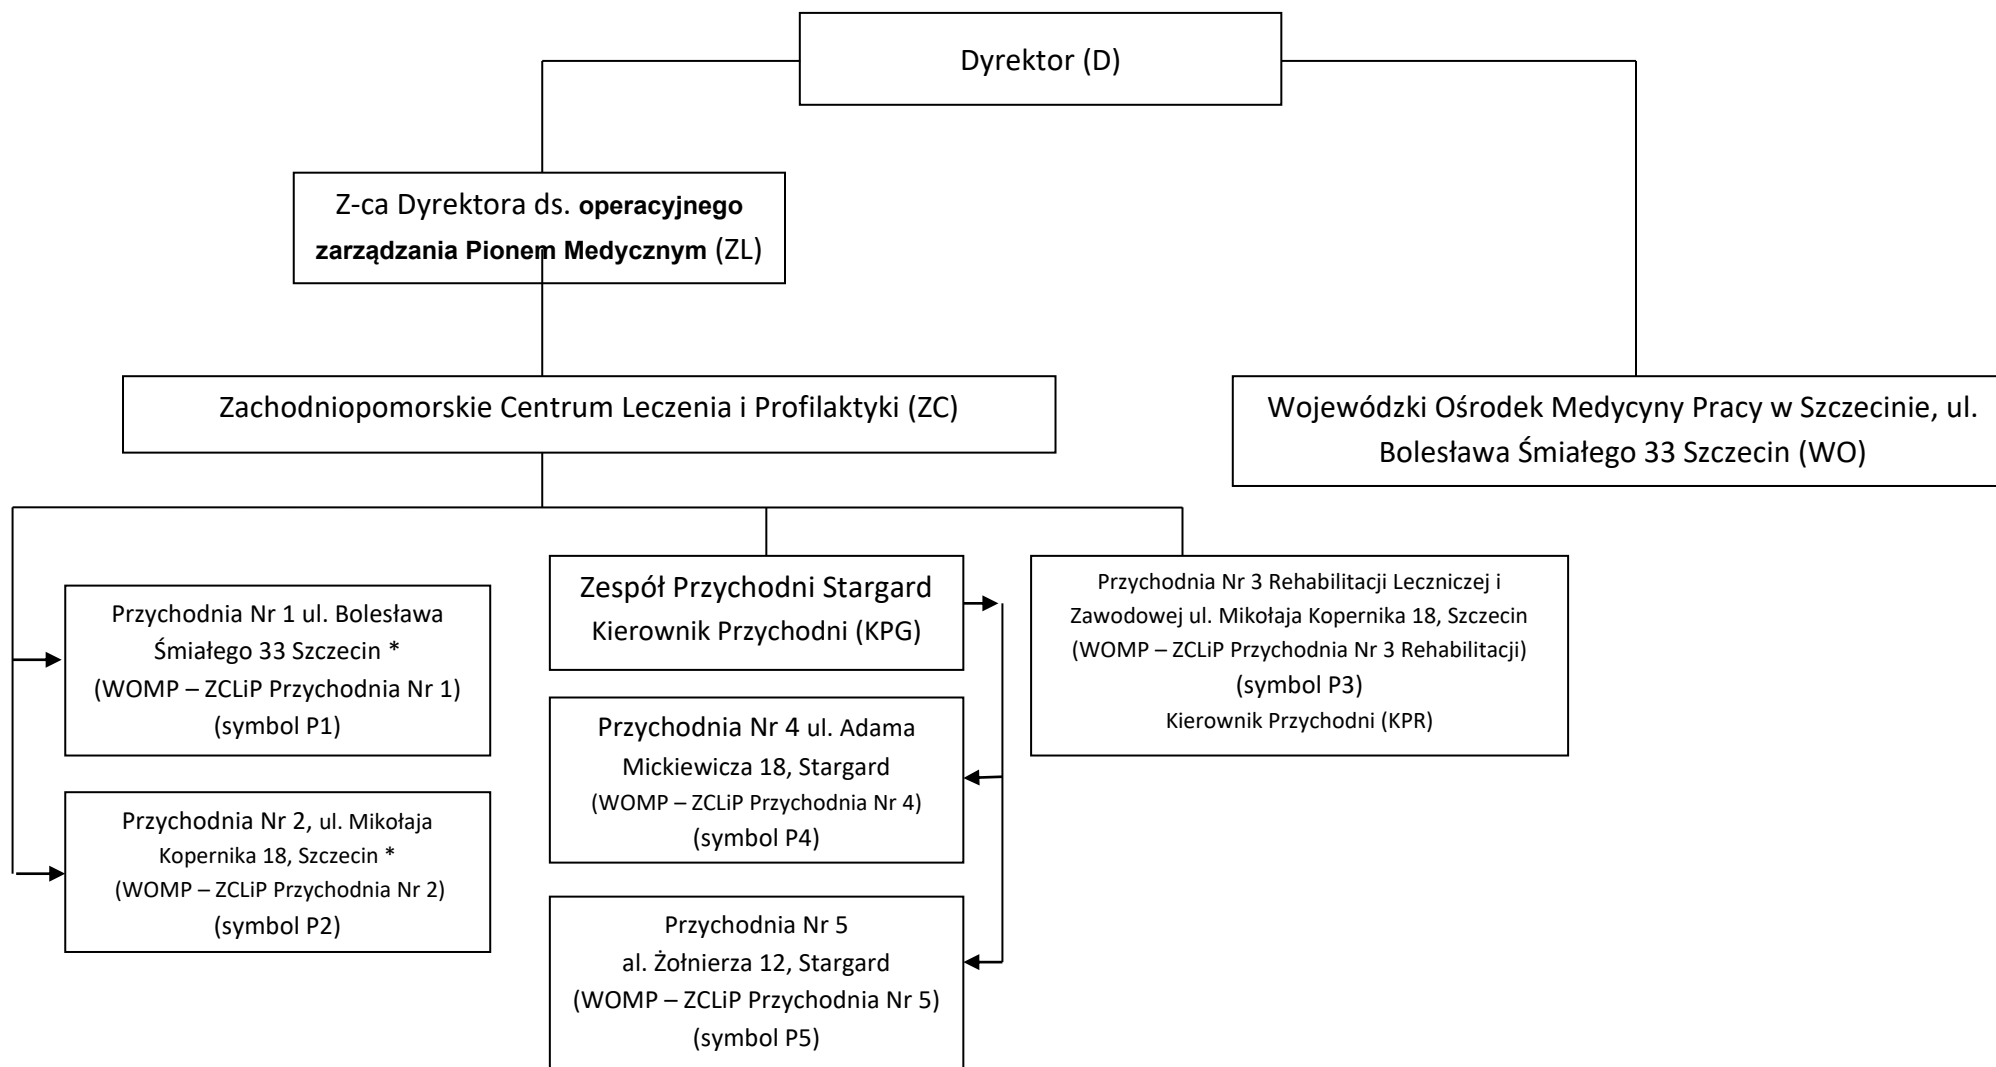 Dyrektor (D)
Z-ca Dyrektora ds. operacyjnego
zarządzania Pionem Medycznym (ZL)
Zachodniopomorskie Centrum Leczenia i Profilaktyki (ZC)
Wojewódzki Ośrodek Medycyny Pracy w Szczecinie, ul.
Bolesława Śmiałego 33 Szczecin (WO)
Przychodnia Nr 1 ul. Bolesława
Śmiałego 33 Szczecin *
(WOMP – ZCLiP Przychodnia Nr 1)
(symbol P1)
Przychodnia Nr 2, ul. Mikołaja
Kopernika 18, Szczecin *
(WOMP – ZCLiP Przychodnia Nr 2)
(symbol P2)
Zespół Przychodni Stargard
Kierownik Przychodni (KPG)
Przychodnia Nr 4 ul. Adama
Mickiewicza 18, Stargard
(WOMP – ZCLiP Przychodnia Nr 4)
(symbol P4)
Przychodnia Nr 5
al. Żołnierza 12, Stargard
(WOMP – ZCLiP Przychodnia Nr 5)
(symbol P5)
Przychodnia Nr 3 Rehabilitacji Leczniczej i
Zawodowej ul. Mikołaja Kopernika 18, Szczecin
(WOMP – ZCLiP Przychodnia Nr 3 Rehabilitacji)
(symbol P3)
Kierownik Przychodni (KPR)